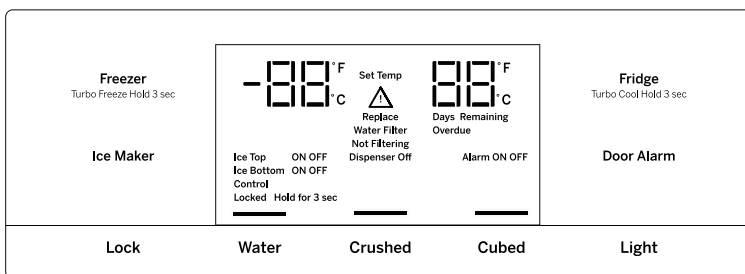 Freezer
Turbo Freeze Hold 3 sec
Ice Maker
-88 °F °C
Set Temp
Replace
Water Filter
Not Filtering
Dispenser Off
88 °F °C
Days Remaining
Overdue
Ice Top ON OFF
Ice Bottom ON OFF
Control
Locked Hold for 3 sec
Alarm ON OFF
Fridge
Turbo Cool Hold 3 sec
Door Alarm
Lock Water Crushed Cubed Light